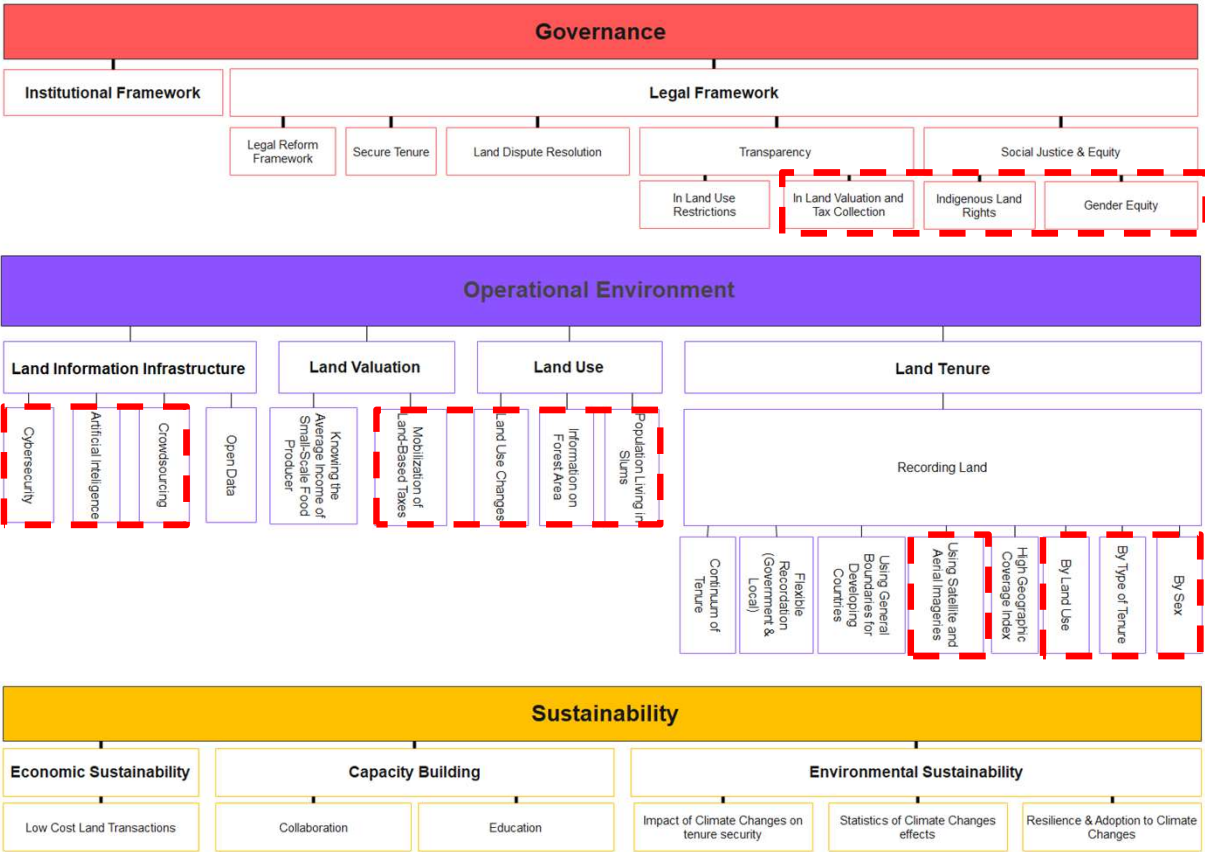 Governance
Institutional Framework
Legal Framework
Legal Reform
Framework
Secure Tenure
Land Dispute Resolution
Transparency
Social Justice & Equity
In Land Use
Restrictions
In Land Valuation and
Tax Collection
Indigenous Land
Rights
Gender Equity
Operational Environment
Land Information Infrastructure
Land Valuation
Land Use
Land Tenure
Cybersecurity
Artificial Inteligence
Crowdsourcing
Open Data
Knowing the
Average Income of
Small-Scale Food
Producer
Mobilization of
Land-Based Taxes
Land Use Changes
Information on
Forest Area
Population Living in
Slums
Recording Land
Continuum of
Tenure
Flexible
Recordation
(Government &
Local)
Using General
Boundaries for
Developing
Countries
Using Satellite and
Aerial Imageries
High Geographic
Coverage Index
By Land Use
By Type of Tenure
By Sex
Sustainability
Economic Sustainability
Capacity Building
Environmental Sustainability
Low Cost Land Transactions
Collaboration
Education
Impact of Climate Changes on
tenure security
Statistics of Climate Changes
effects
Resilience & Adoption to Climate
Changes